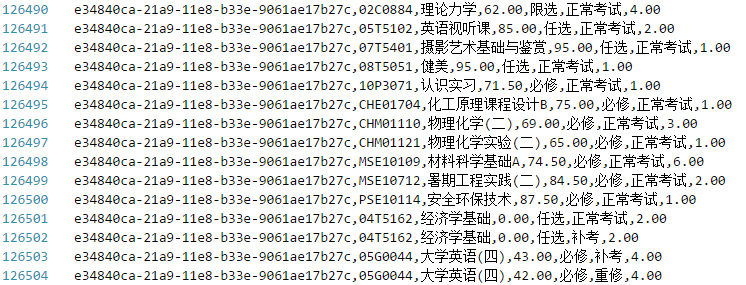 126490 e34840ca-21a9-11e8-b33e-9061ae17b27c,02C0884,理论力学,62.00,限选,正常考试,4.00
126491 e34840ca-21a9-11e8-b33e-9061ae17b27c,05T5102,英语视听课,85.00,任选,正常考试,2.00
126492 e34840ca-21a9-11e8-b33e-9061ae17b27c,07T5401,摄影艺术基础与鉴赏,95.00,任选,正常考试,1.00
126493 e34840ca-21a9-11e8-b33e-9061ae17b27c,08T5051,健美,95.00,任选,正常考试,1.00
126494 e34840ca-21a9-11e8-b33e-9061ae17b27c,10P3071,认识实习,71.50,必修,正常考试,1.00
126495 e34840ca-21a9-11e8-b33e-9061ae17b27c,CHE01704,化工原理课程设计B,75.00,必修,正常考试,1.00
126496 e34840ca-21a9-11e8-b33e-9061ae17b27c,CHM01110,物理化学(二),69.00,必修,正常考试,3.00
126497 e34840ca-21a9-11e8-b33e-9061ae17b27c,CHM01121,物理化学实验(二),65.00,必修,正常考试,1.00
126498 e34840ca-21a9-11e8-b33e-9061ae17b27c,MSE10109,材料科学基础A,74.50,必修,正常考试,6.00
126499 e34840ca-21a9-11e8-b33e-9061ae17b27c,MSE10712,暑期工程实践(二),84.50,必修,正常考试,2.00
126500 e34840ca-21a9-11e8-b33e-9061ae17b27c,PSE10114,安全环保技术,87.50,必修,正常考试,1.00
126501 e34840ca-21a9-11e8-b33e-9061ae17b27c,04T5162,经济学基础,0.00,任选,正常考试,2.00
126502 e34840ca-21a9-11e8-b33e-9061ae17b27c,04T5162,经济学基础,0.00,任选,补考,2.00
126503 e34840ca-21a9-11e8-b33e-9061ae17b27c,05G0044,大学英语(四),43.00,必修,补考,4.00
126504 e34840ca-21a9-11e8-b33e-9061ae17b27c,05G0044,大学英语(四),42.00,必修,重修,4.00